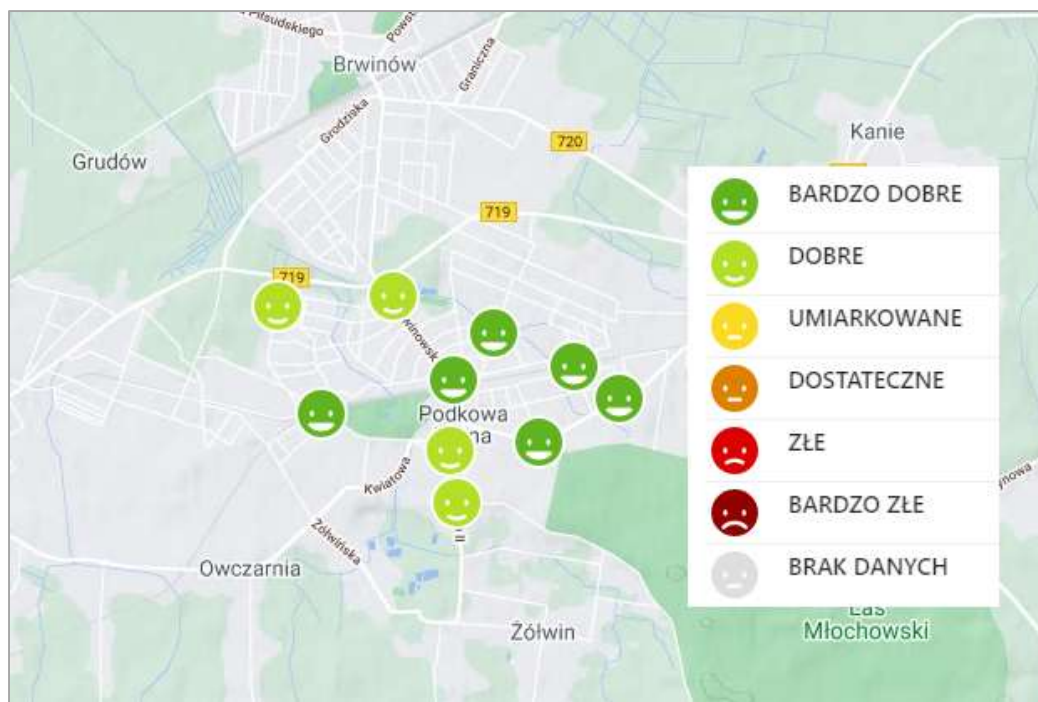 Piłsudskiego
Powst
Brwinów
Graniczna
Grodziska
Grudów
720
Kanie
719
719
Podkowa
Kwiatowa
Żółwińska
Owczarnia
Żółwin
Las
Młochowski
BARDZO DOBRE
DOBRE
UMIARKOWANE
DOSTATECZNE
ZŁE
BARDZO ZŁE
BRAK DANYCH